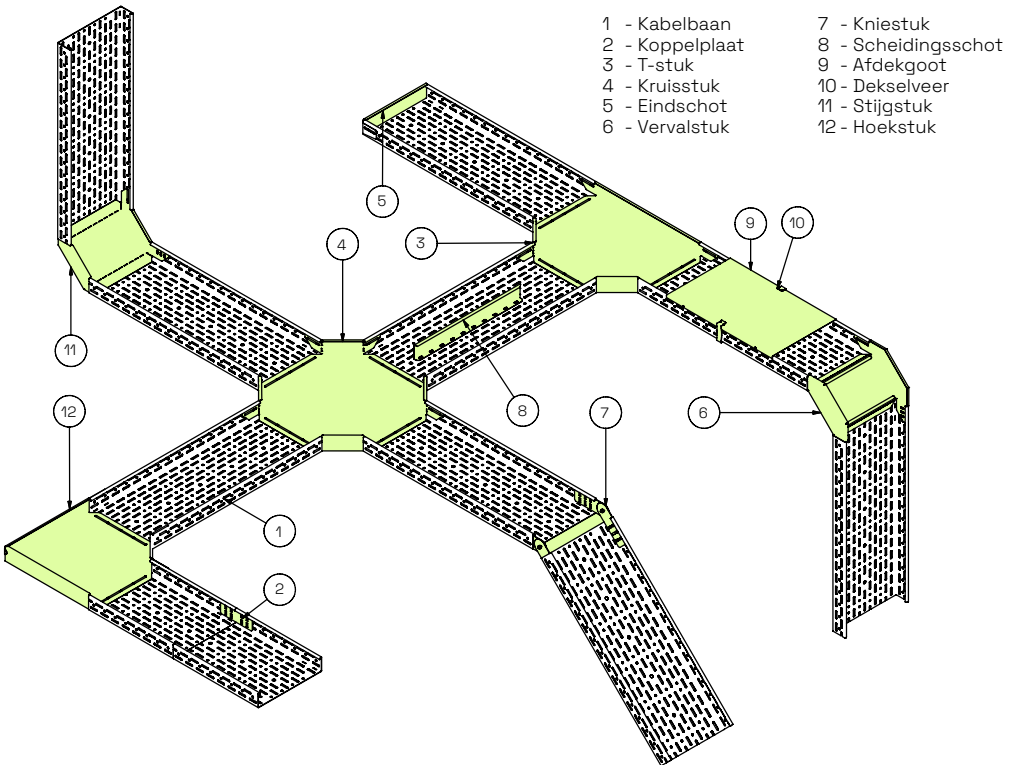 1 - Kabelbaan
2 - Koppelplaat
3 - T-stuk
4 - Kruisstuk
5 - Eindschot
6 - Vervalstuk
7 - Kniestuk
8 - Scheidingsschot
9 - Afdekgoot
10 - Dekselveer
11 - Stijgstuk
12 - Hoekstuk
5
9
10
4
3
11
12
8
7
6
1
2